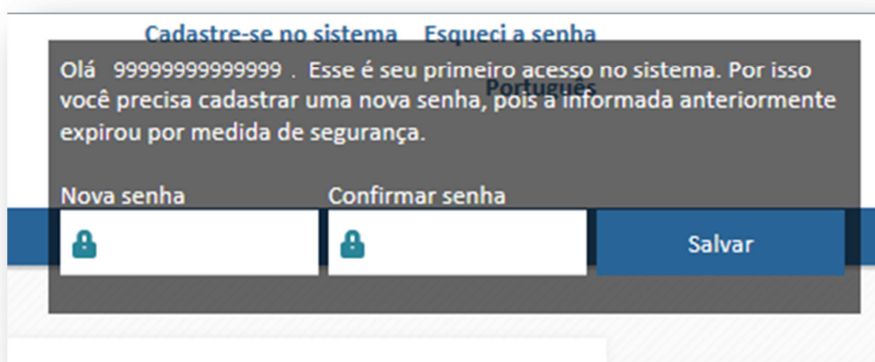 Cadastre-se no sistema Esqueci a senha
Olá 99999999999999 . Esse é seu primeiro acesso no sistema. Por isso
Português
você precisa cadastrar uma nova senha, pois a informada anteriormente
expirou por medida de segurança.
Nova senha Confirmar senha
Salvar